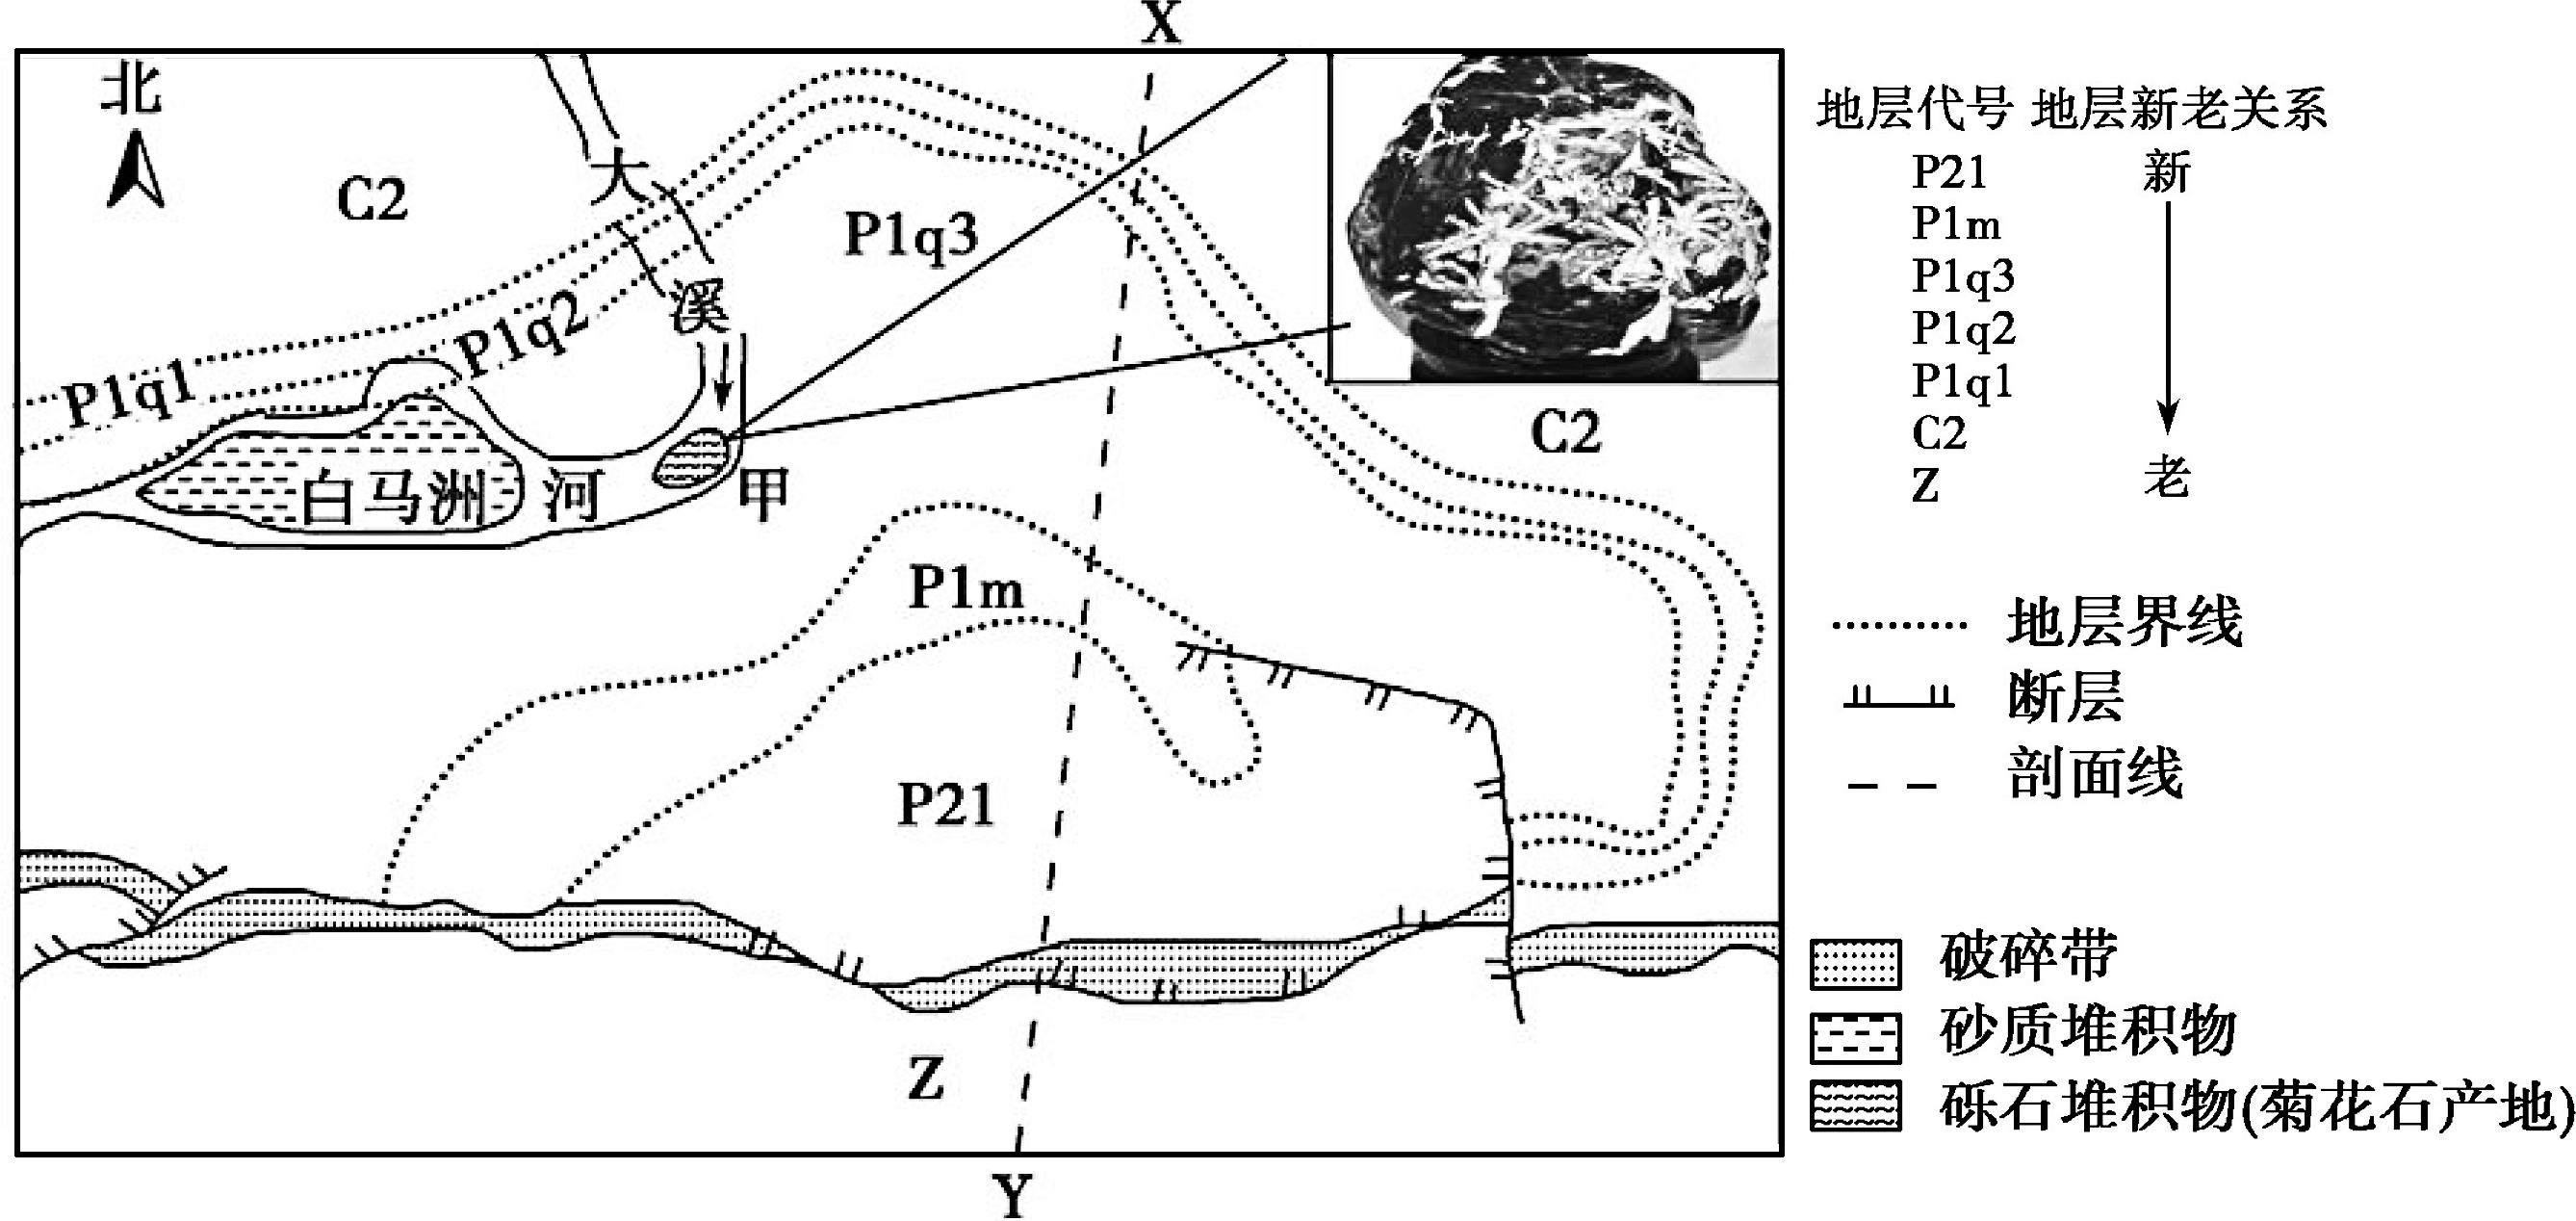 X
北
大
C2
P1q3
溪
P1q2
P1q1
C2
白马洲 河 甲
P1m
P21
Z
Y
地层代号 地层新老关系
P21 新
P1m
P1q3
P1q2
P1q1
C2
Z 老
地层界线
断层
剖面线
破碎带
砂质堆积物
砾石堆积物(菊花石产地)